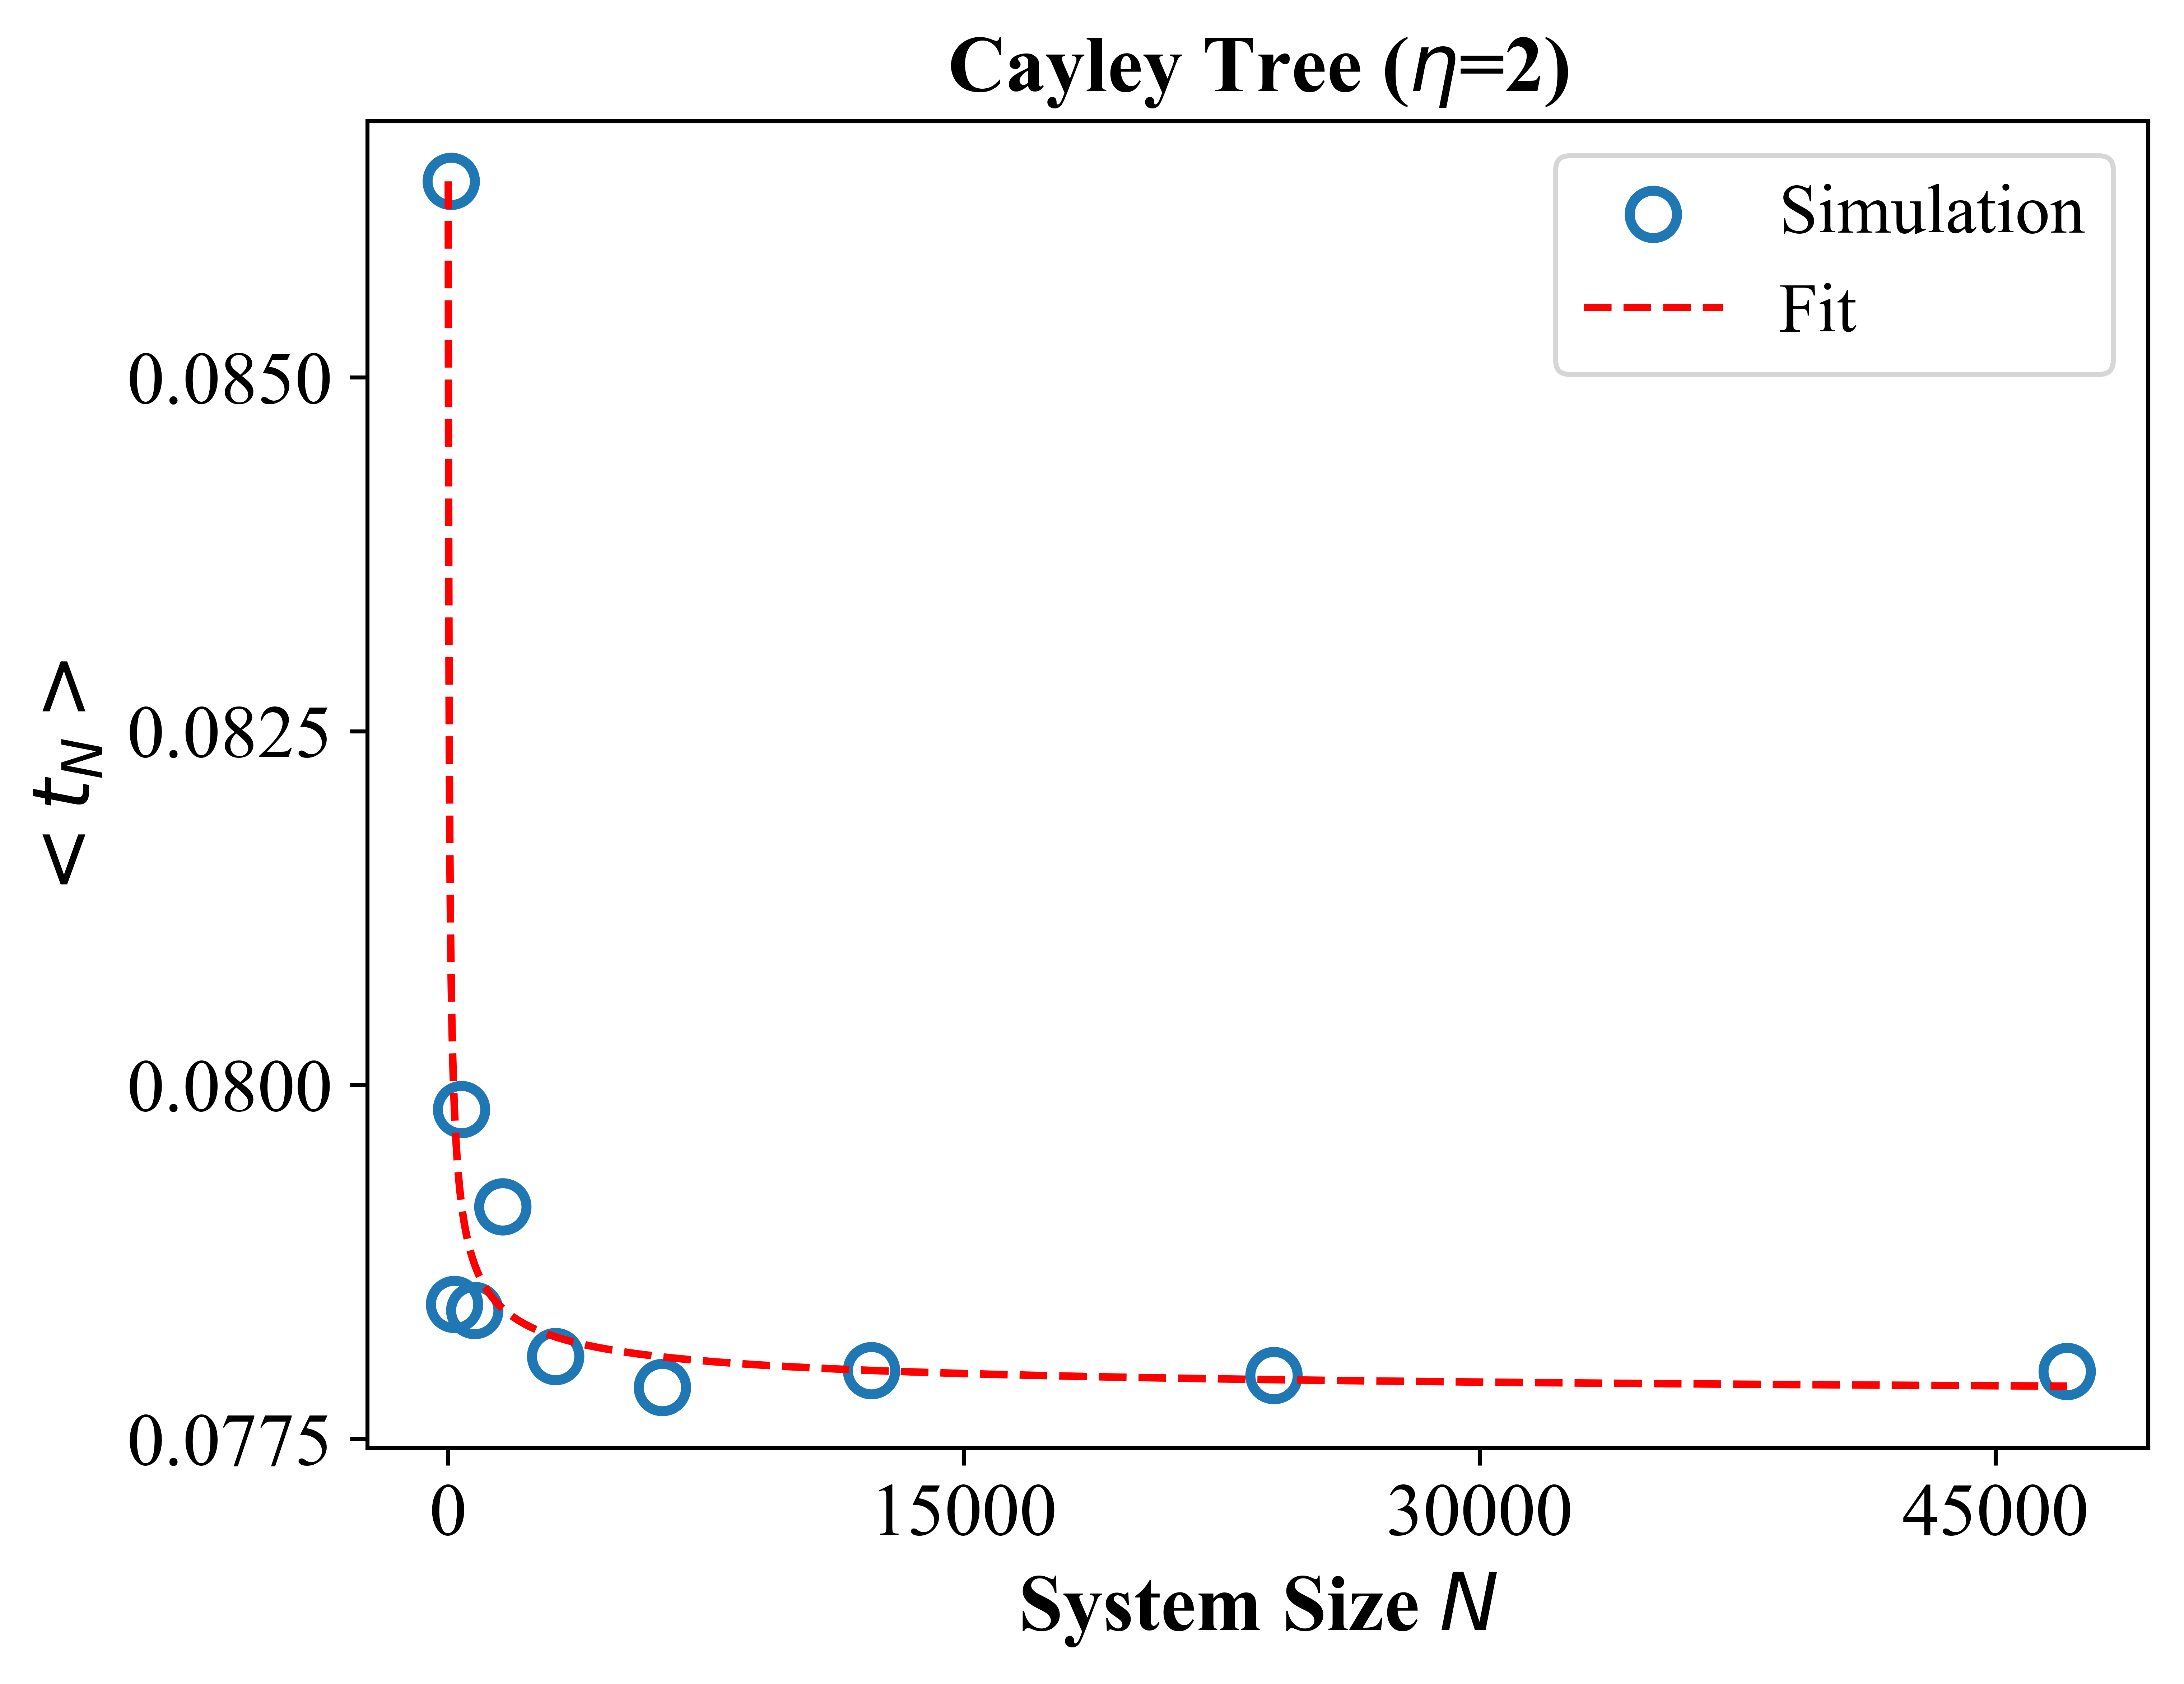 Cayley Tree (η=2)
Simulation
Fit
0.0850
0.0825
0.0800
0.0775
< t_N >
0 15000 30000 45000
System Size N